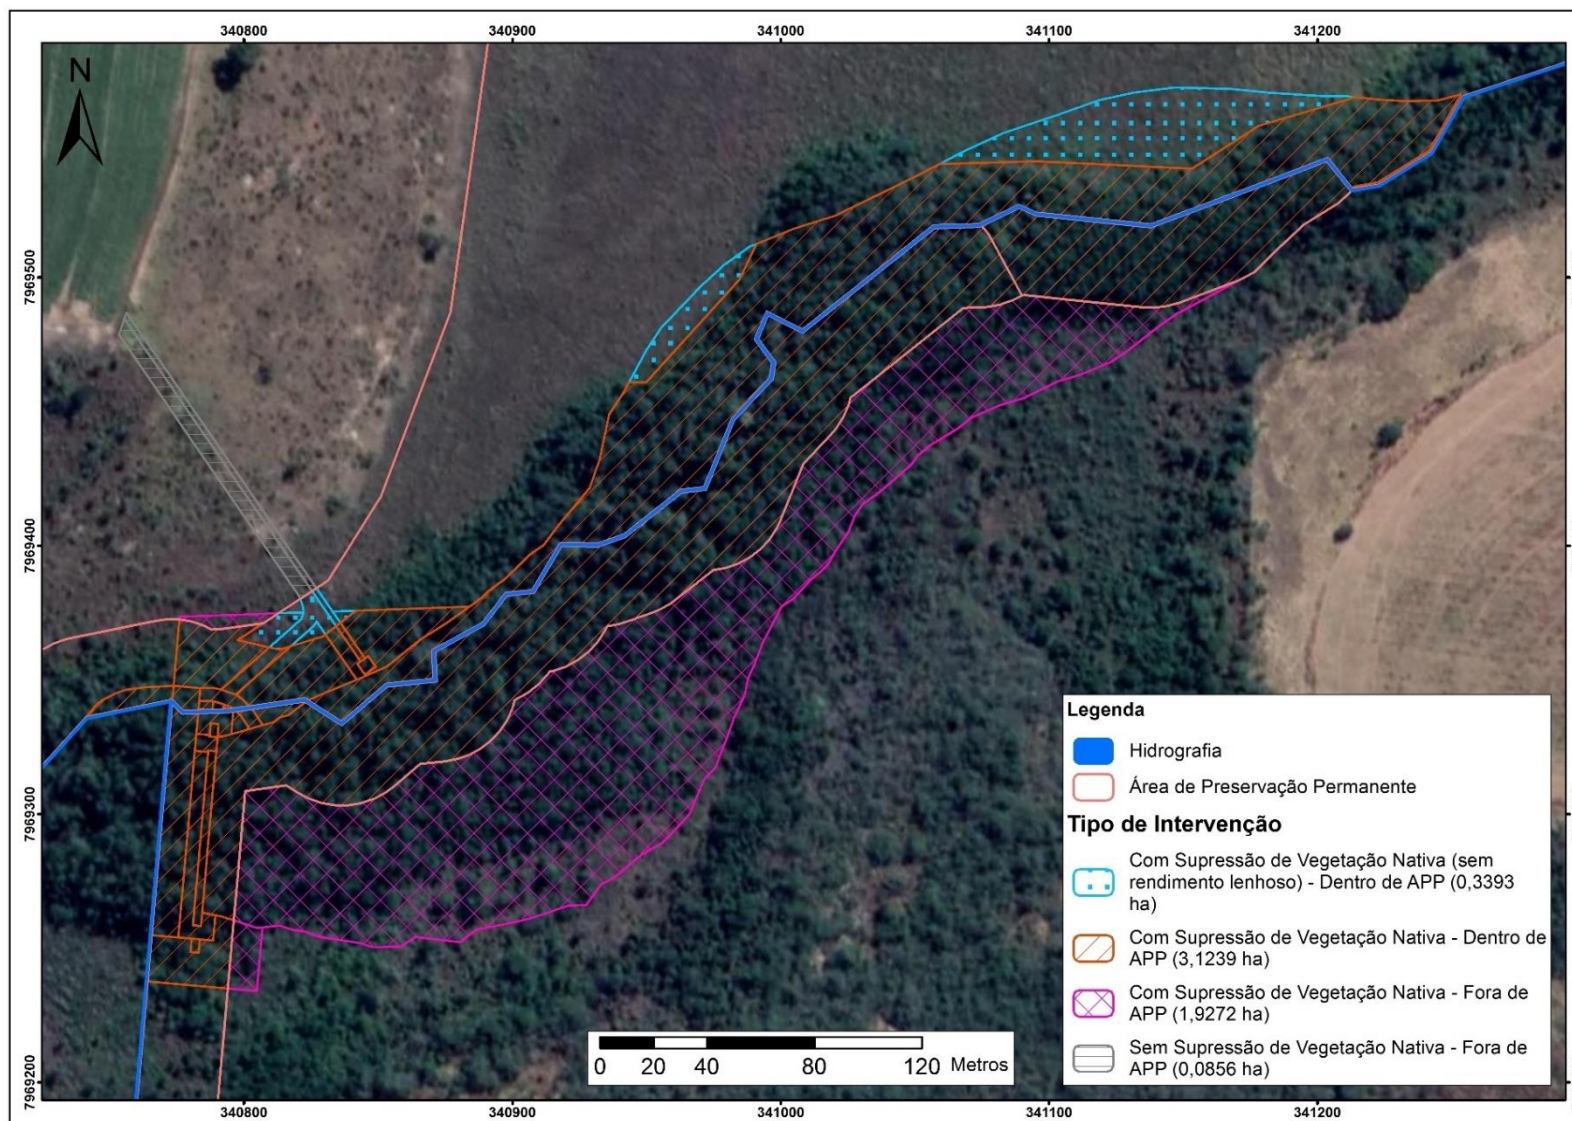 340800 340900 341000 341100 341200
N
7969500
7969400
7969300
7969200
Legenda
Hidrografia
Área de Preservação Permanente
Tipo de Intervenção
Com Supressão de Vegetação Nativa (sem
rendimento lenhoso) - Dentro de APP (0,3393
ha)
Com Supressão de Vegetação Nativa - Dentro de
APP (3,1239 ha)
Com Supressão de Vegetação Nativa - Fora de
APP (1,9272 ha)
Sem Supressão de Vegetação Nativa - Fora de
APP (0,0856 ha)
0 20 40 80 120 Metros
340800 340900 341000 341100 341200